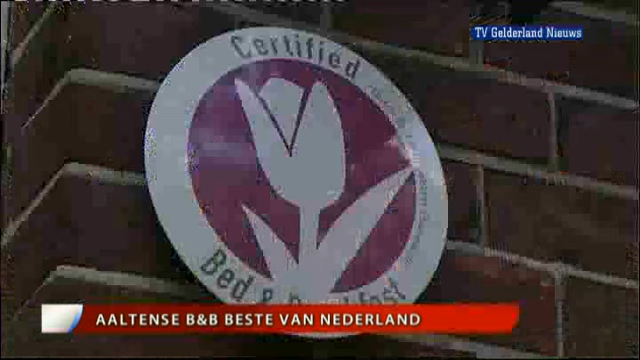 TV Gelderland Nieuws
Certified
Bed &
AALTENSE B&B BESTE VAN NEDERLAND